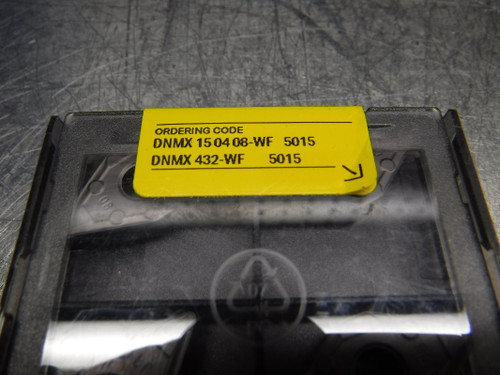 ORDERING CODE
DNMX 15 04 08-WF 5015
DNMX 432-WF 5015